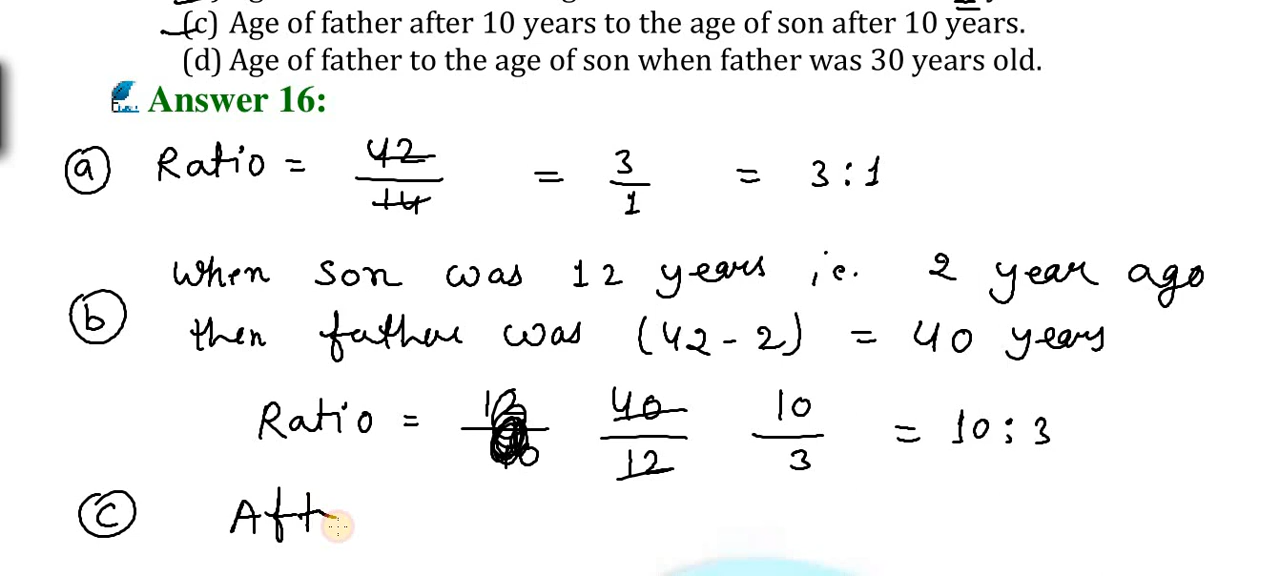 (c) Age of father after 10 years to the age of son after 10 years.
(d) Age of father to the age of son when father was 30 years old.
Answer 16:
(a) Ratio = 42/14 = 3/1 = 3:1
When son was 12 years i.e. 2 year ago
(b) then father was (42-2) = 40 years
Ratio = 40/12 10/3 = 10:3
(c) Aft